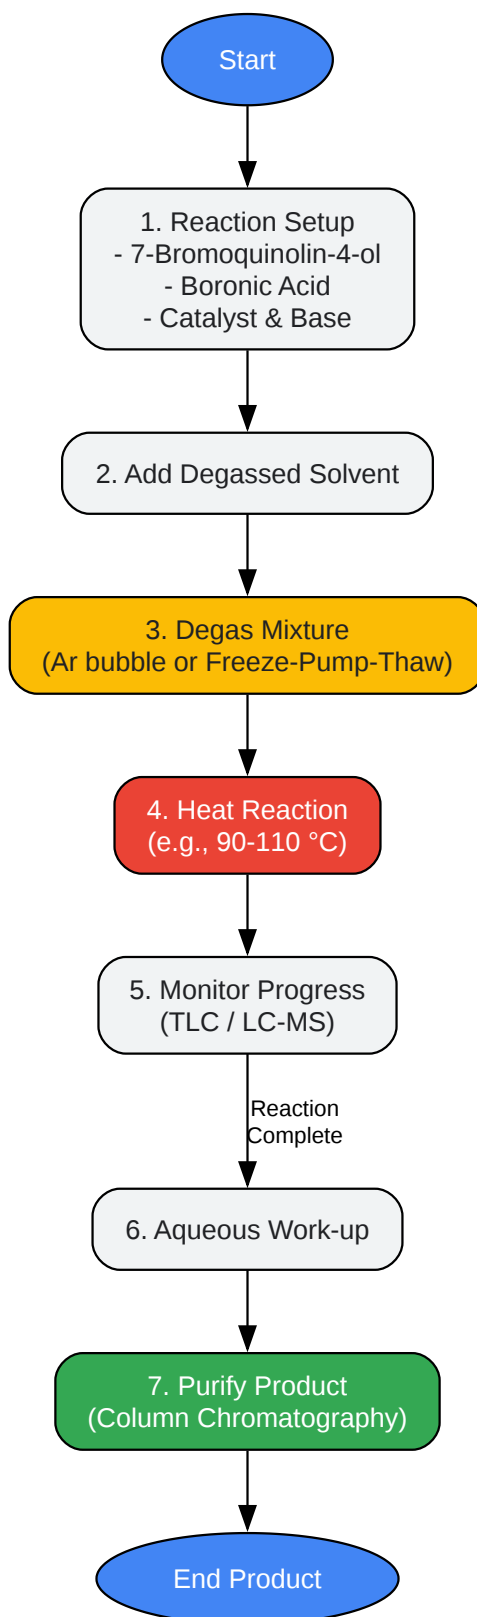 Start
1. Reaction Setup
- 7-Bromoquinolin-4-ol
- Boronic Acid
- Catalyst & Base
2. Add Degassed Solvent
3. Degas Mixture
(Ar bubble or Freeze-Pump-Thaw)
4. Heat Reaction
(e.g., 90-110 °C)
5. Monitor Progress
(TLC / LC-MS)
Reaction
Complete
6. Aqueous Work-up
7. Purify Product
(Column Chromatography)
End Product